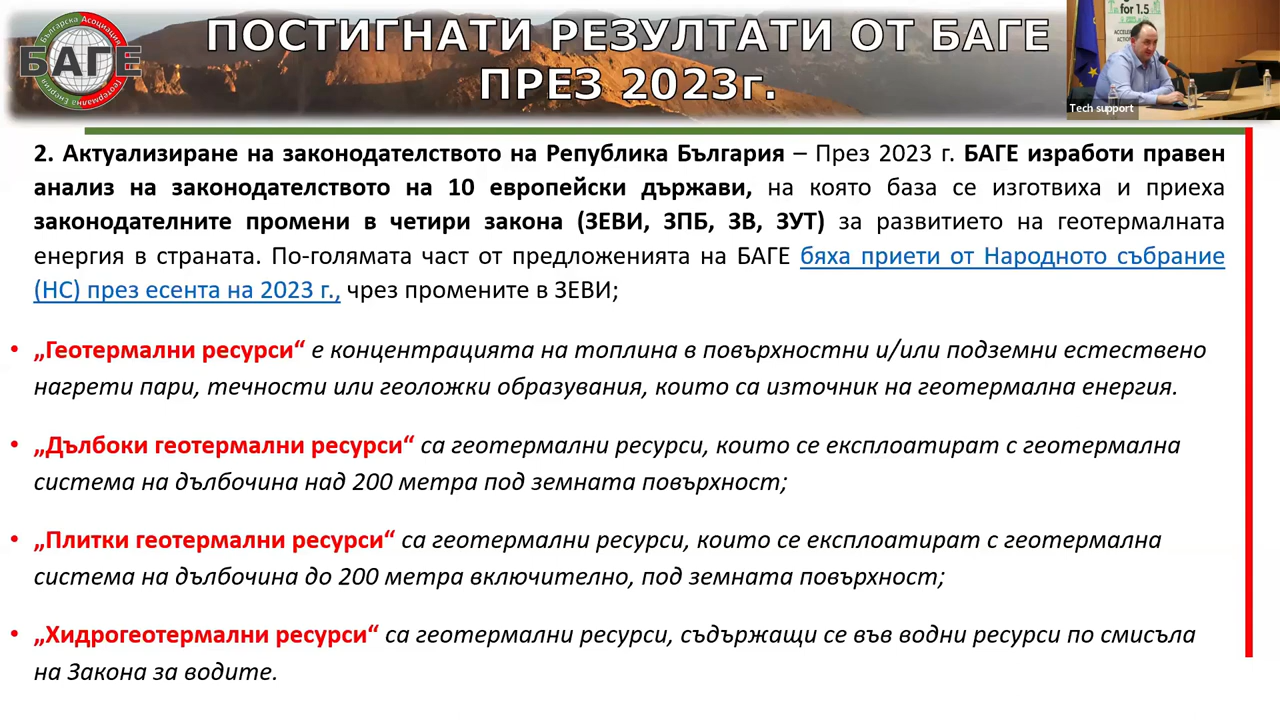 ПОСТИГНАТИ РЕЗУЛТАТИ ОТ БАГЕ
ПРЕЗ 2023г.
Българска Асоциация
БАГЕ
Геотермална Енергия
for 1.5
Tech support
2. Актуализиране на законодателството на Република България – През 2023 г. БАГЕ изработи правен
анализ на законодателството на 10 европейски държави, на която база се изготвиха и приеха
законодателните промени в четири закона (ЗЕВИ, ЗПБ, ЗВ, ЗУТ) за развитието на геотермалната
енергия в страната. По-голямата част от предложенията на БАГЕ бяха приети от Народното събрание
(НС) през есента на 2023 г., чрез промените в ЗЕВИ;
• „Геотермални ресурси“ е концентрацията на топлина в повърхностни и/или подземни естествено
нагрети пари, течности или геоложки образувания, които са източник на геотермална енергия.
• „Дълбоки геотермални ресурси“ са геотермални ресурси, които се експлоатират с геотермална
система на дълбочина над 200 метра под земната повърхност;
• „Плитки геотермални ресурси“ са геотермални ресурси, които се експлоатират с геотермална
система на дълбочина до 200 метра включително, под земната повърхност;
• „Хидрогеотермални ресурси“ са геотермални ресурси, съдържащи се във водни ресурси по смисъла
на Закона за водите.